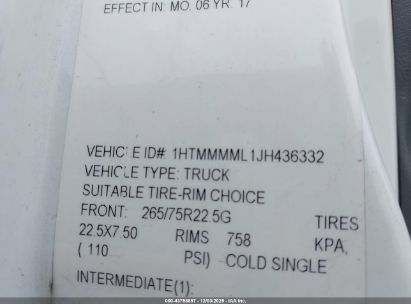 EFFECT IN: MO. 06 YR. 17
VEHICLE ID# 1HTMMMML1JH436332
VEHICLE TYPE: TRUCK
SUITABLE TIRE-RIM CHOICE
FRONT: 265/75R22.5G TIRES
22.5X7.50 RIMS 758 KPA,
( 110 PSI) COLD SINGLE
INTERMEDIATE(1):